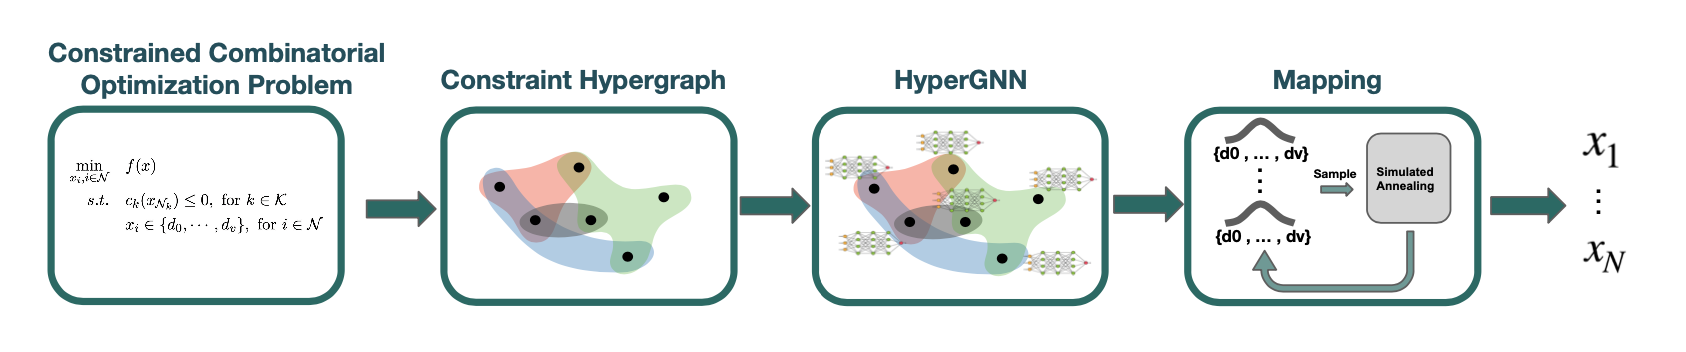 Constrained Combinatorial
Optimization Problem
min f(x)
x_i, i∈𝒩
s.t. c_k(x_{𝒩_k}) ≤ 0, for k ∈ 𝒦
x_i ∈ {d_0, ⋯ , d_v}, for i ∈ 𝒩
Constraint Hypergraph
HyperGNN
Mapping
{d0 , ... , dv}
⋮
{d0 , ... , dv}
Sample
Simulated
Annealing
x_1
⋮
x_N